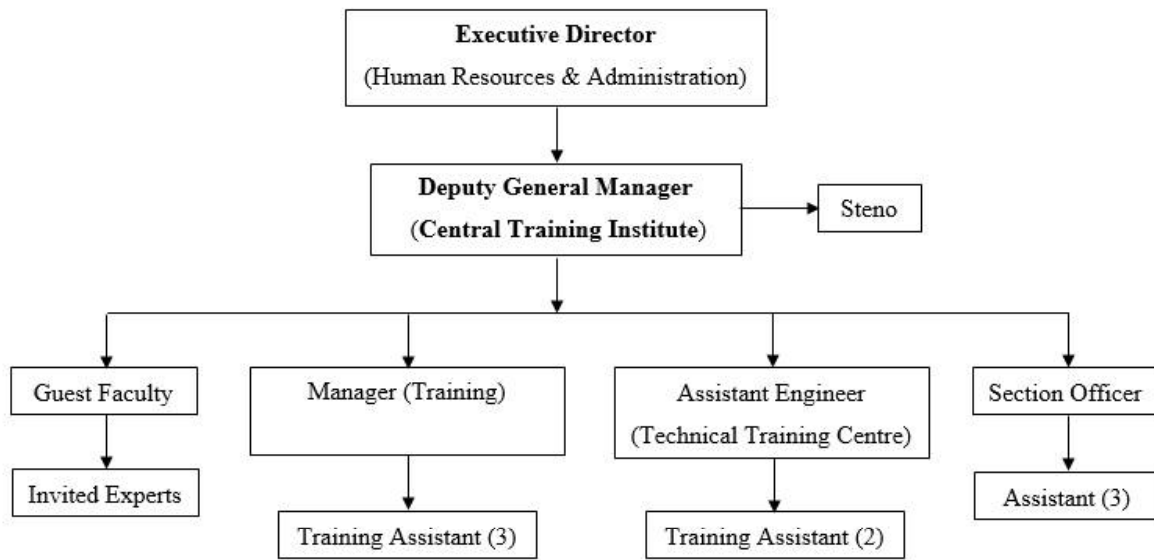 Executive Director
(Human Resources & Administration)
Deputy General Manager
(Central Training Institute)
Steno
Guest Faculty
Manager (Training)
Assistant Engineer
(Technical Training Centre)
Section Officer
Invited Experts
Training Assistant (3)
Training Assistant (2)
Assistant (3)